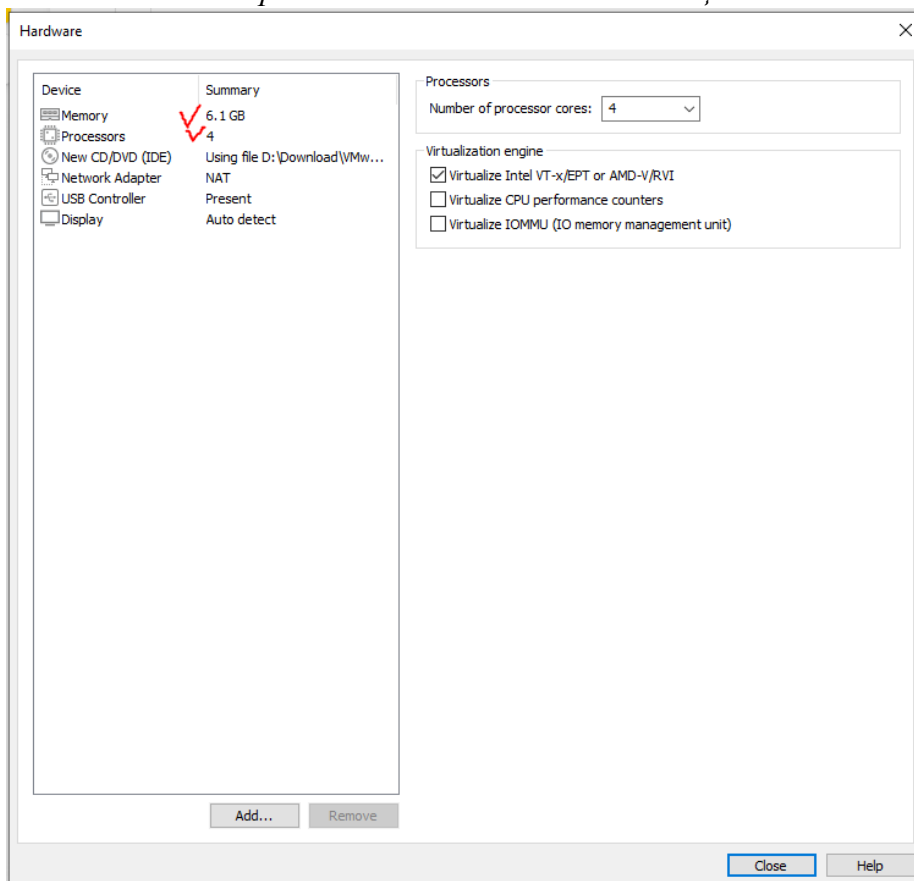 Hardware
Device Summary
Memory 6.1 GB
Processors 4
New CD/DVD (IDE) Using file D:\Download\VMw...
Network Adapter NAT
USB Controller Present
Display Auto detect
Add... Remove
Processors
Number of processor cores: 4
Virtualization engine
Virtualize Intel VT-x/EPT or AMD-V/RVI
Virtualize CPU performance counters
Virtualize IOMMU (IO memory management unit)
Close Help